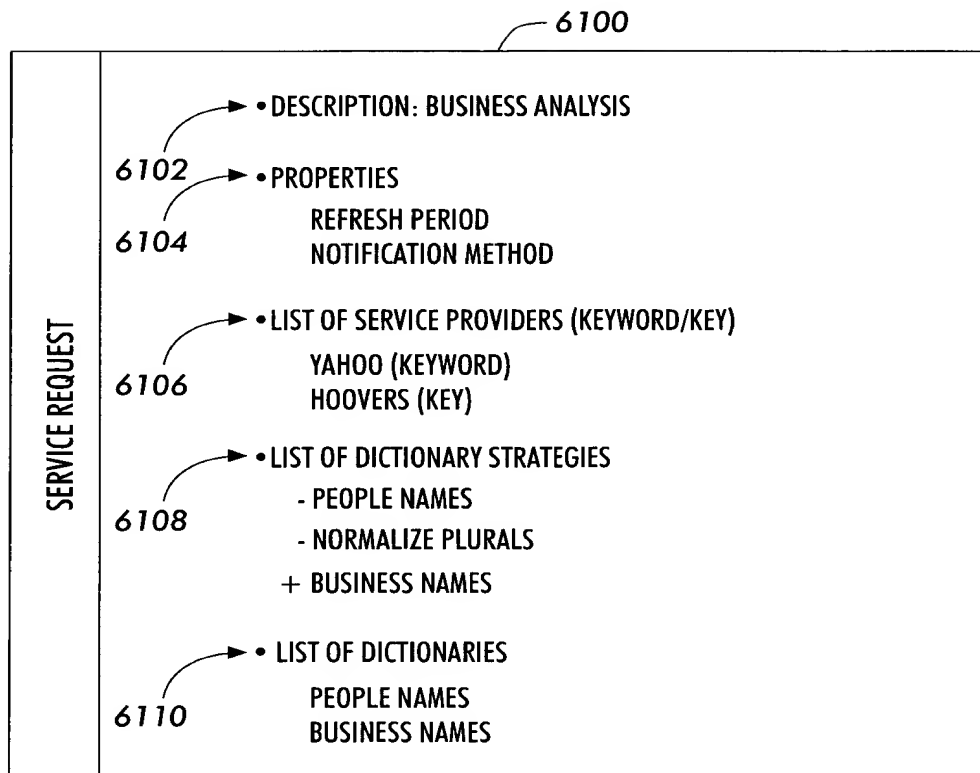 6100
SERVICE REQUEST
6102
• DESCRIPTION: BUSINESS ANALYSIS
6104
• PROPERTIES
REFRESH PERIOD
NOTIFICATION METHOD
6106
• LIST OF SERVICE PROVIDERS (KEYWORD/KEY)
YAHOO (KEYWORD)
HOOVERS (KEY)
6108
• LIST OF DICTIONARY STRATEGIES
- PEOPLE NAMES
- NORMALIZE PLURALS
+ BUSINESS NAMES
6110
• LIST OF DICTIONARIES
PEOPLE NAMES
BUSINESS NAMES